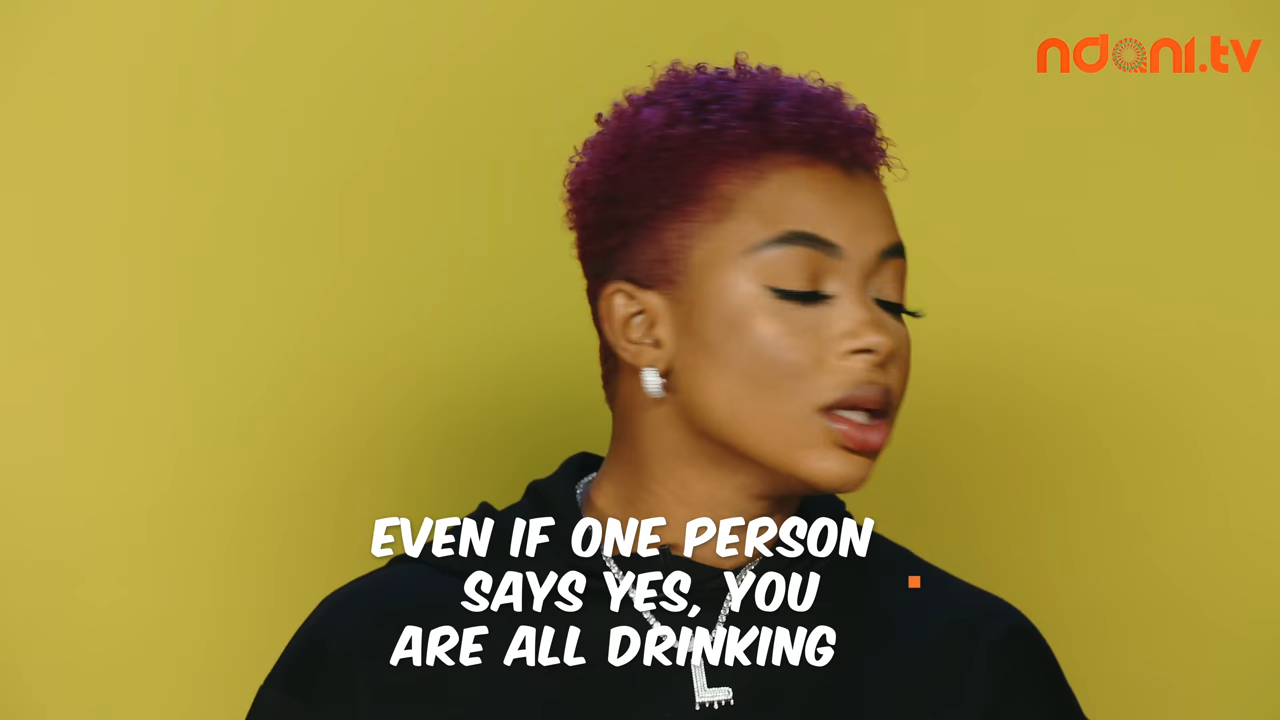 ndani.tv
EVEN IF ONE PERSON
SAYS YES, YOU
ARE ALL DRINKING
L